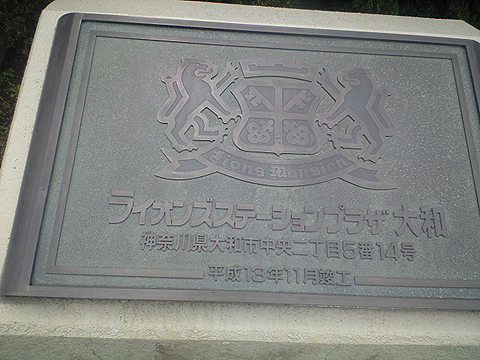 Lions Mansion
ライオンズステーションプラザ大和
神奈川県大和市中央二丁目5番14号
平成13年11月竣工